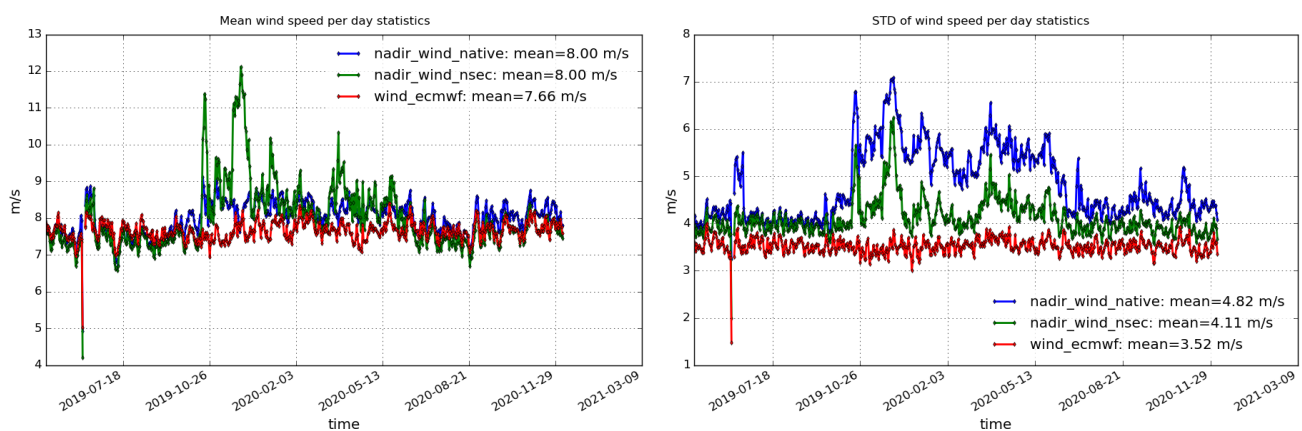 Mean wind speed per day statistics
13
12
11
10
9
8
7
6
5
4
m/s
nadir_wind_native: mean=8.00 m/s
nadir_wind_nsec: mean=8.00 m/s
wind_ecmwf: mean=7.66 m/s
2019-07-18
2019-10-26
2020-02-03
2020-05-13
2020-08-21
2020-11-29
2021-03-09
time
STD of wind speed per day statistics
8
7
6
5
4
3
2
1
m/s
nadir_wind_native: mean=4.82 m/s
nadir_wind_nsec: mean=4.11 m/s
wind_ecmwf: mean=3.52 m/s
2019-07-18
2019-10-26
2020-02-03
2020-05-13
2020-08-21
2020-11-29
2021-03-09
time